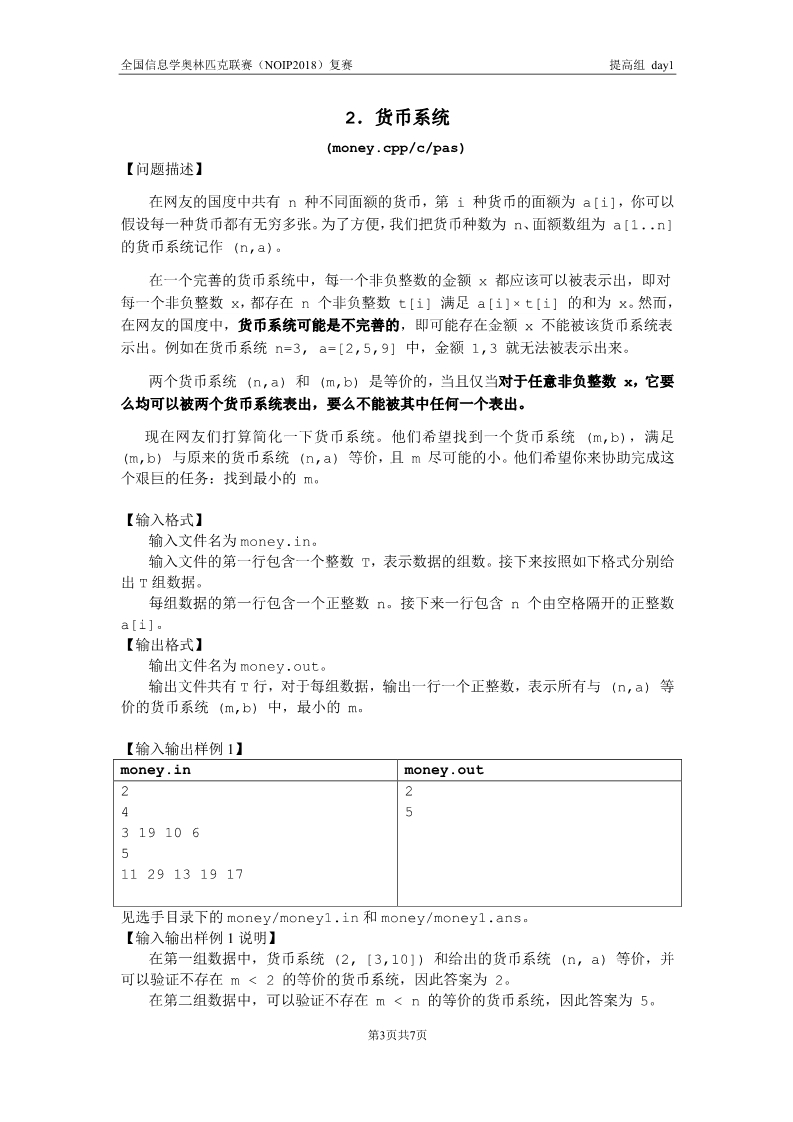 全国信息学奥林匹克联赛（NOIP2018）复赛 提高组 day1
2．货币系统
(money.cpp/c/pas)
【问题描述】
在网友的国度中共有 n 种不同面额的货币，第 i 种货币的面额为 a[i]，你可以
假设每一种货币都有无穷多张。为了方便，我们把货币种数为 n、面额数组为 a[1..n]
的货币系统记作 (n,a)。
在一个完善的货币系统中，每一个非负整数的金额 x 都应该可以被表示出，即对
每一个非负整数 x，都存在 n 个非负整数 t[i] 满足 a[i]×t[i] 的和为 x。然而，
在网友的国度中，货币系统可能是不完善的，即可能存在金额 x 不能被该货币系统表
示出。例如在货币系统 n=3, a=[2,5,9] 中，金额 1,3 就无法被表示出来。
两个货币系统 (n,a) 和 (m,b) 是等价的，当且仅当对于任意非负整数 x，它要
么均可以被两个货币系统表出，要么不能被其中任何一个表出。
现在网友们打算简化一下货币系统。他们希望找到一个货币系统 (m,b)，满足
(m,b) 与原来的货币系统 (n,a) 等价，且 m 尽可能的小。他们希望你来协助完成这
个艰巨的任务：找到最小的 m。
【输入格式】
输入文件名为 money.in。
输入文件的第一行包含一个整数 T，表示数据的组数。接下来按照如下格式分别给
出 T 组数据。
每组数据的第一行包含一个正整数 n。接下来一行包含 n 个由空格隔开的正整数
a[i]。
【输出格式】
输出文件名为 money.out。
输出文件共有 T 行，对于每组数据，输出一行一个正整数，表示所有与 (n,a) 等
价的货币系统 (m,b) 中，最小的 m。
【输入输出样例 1】
money.in money.out
2 2
4 5
3 19 10 6
5
11 29 13 19 17
见选手目录下的 money/money1.in 和 money/money1.ans。
【输入输出样例 1 说明】
在第一组数据中，货币系统 (2, [3,10]) 和给出的货币系统 (n, a) 等价，并
可以验证不存在 m < 2 的等价的货币系统，因此答案为 2。
在第二组数据中，可以验证不存在 m < n 的等价的货币系统，因此答案为 5。
第3页共7页